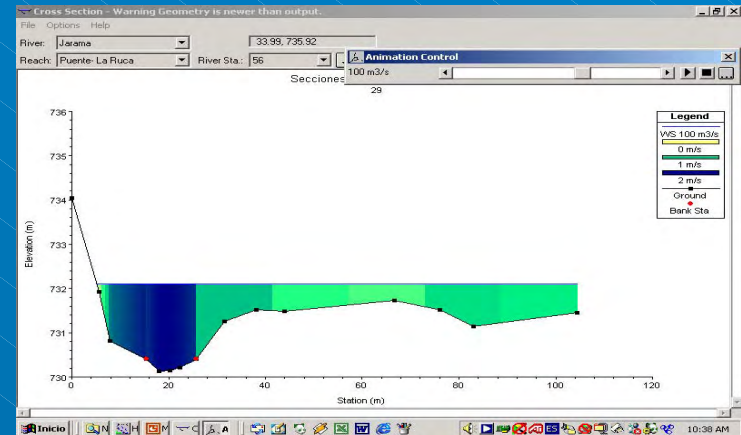 Cross Section - Warning Geometry is newer than output.
File Options Help
River: Jarama 33.99, 735.92
Reach: Puente- La Ruca River Sta.: 56
Animation Control
100 m3/s
Secciones
29
Legend
WS 100 m3/s
0 m/s
1 m/s
2 m/s
Ground
Bank Sta
Elevation (m)
736
735
734
733
732
731
730
0 20 40 60 80 100 120
Station (m)
Inicio N H M C A ES 10:38 AM